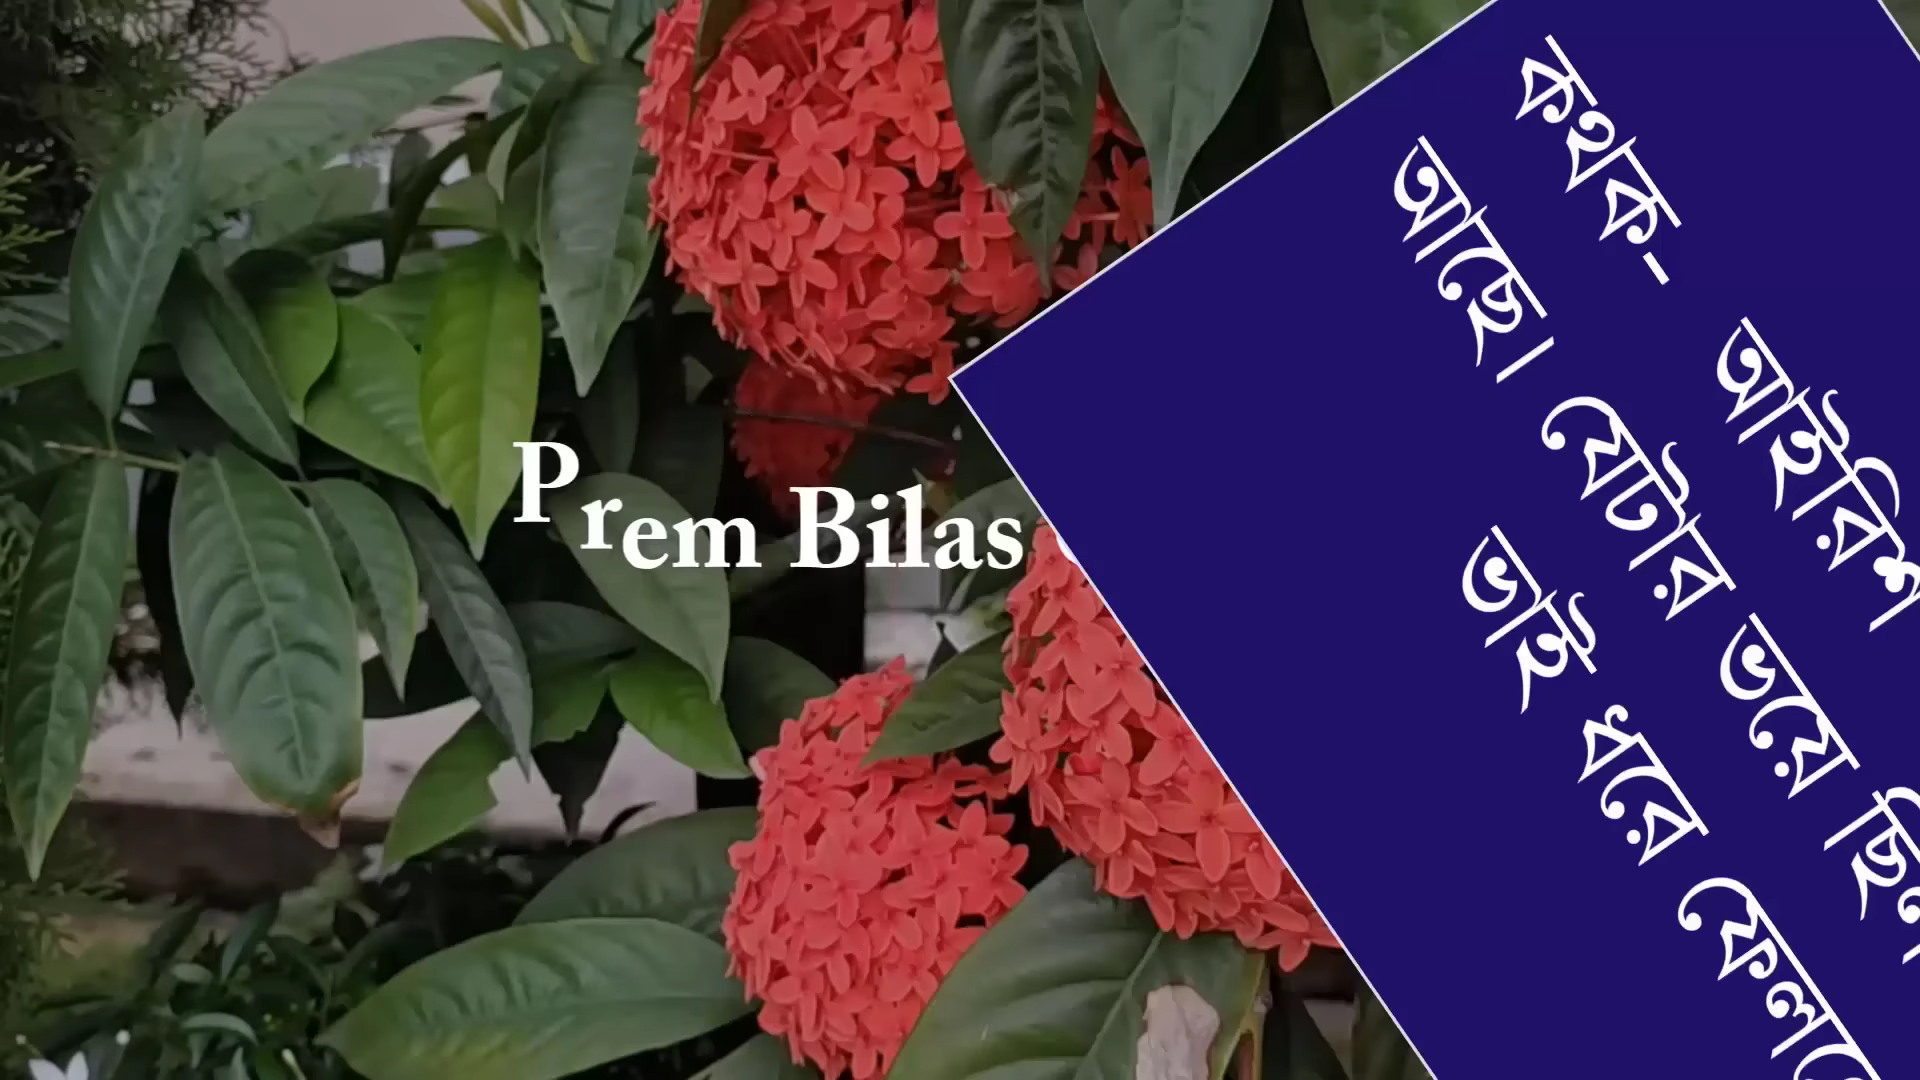 Prem Bilas
কথক- আইরিশ
আছে। যেটার ভয়ে ছিল
ভাই ধরে